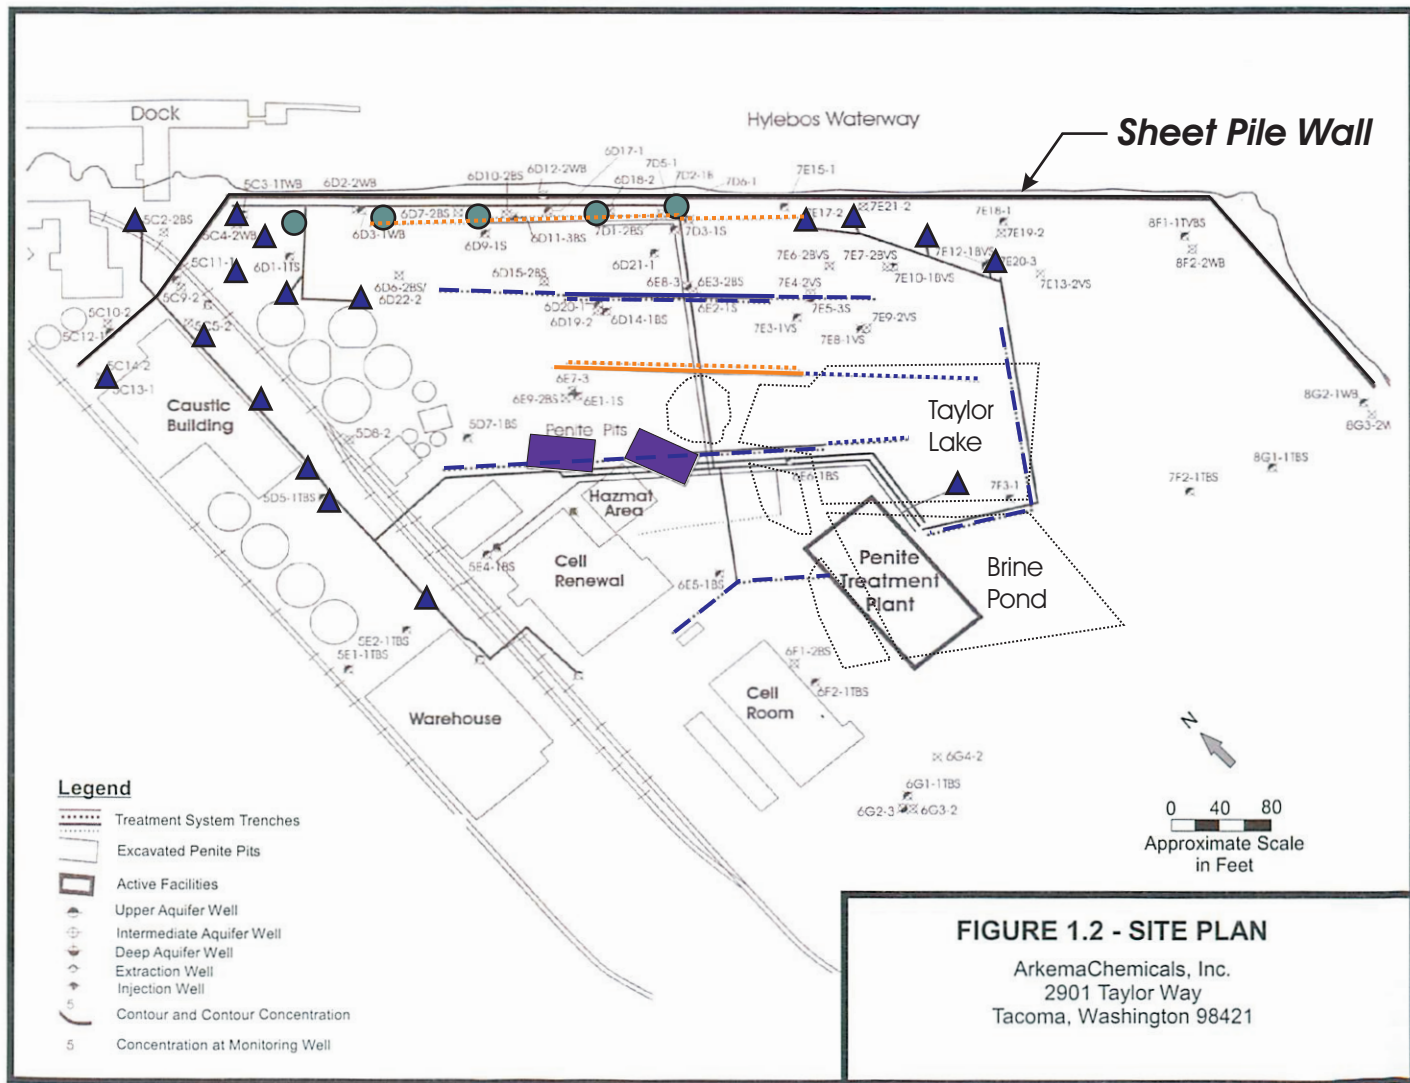 Dock
Hylebos Waterway
Sheet Pile Wall
6D17-1
5C3-1TWB
6D2-2WB
6D10-2BS
6D12-2WB
7D5-1
6D18-2
7D2-1B
7D6-1
7E15-1
5C2-2BS
5C4-2WB
6D7-2BS
6D3-1WB
6D9-1S
6D11-3BS
7D1-2BS
7D3-1S
7E17-2
7E21-2
7E18-1
7E19-2
8F1-1TVBS
8F2-2WB
5C11-1
6D1-1TS
6D21-1
7E6-2BVS
7E7-2BVS
7E12-1BVS
7E20-3
7E10-1BVS
7E13-2VS
5C9-2
6D6-2BS/
6D22-2
6D15-2BS
6E8-3
6E3-2BS
7E4-2VS
5C10-2
5C5-2
6D20-1
6D19-2
6D14-1BS
6E2-1S
7E5-3S
7E3-1VS
7E9-2VS
7E8-1VS
5C12-1
5C14-2
5C13-1
6E7-3
6E9-2BS
6E1-1S
8G2-1WB
8G3-2W
Caustic
Building
Taylor
Lake
5D8-2
5D7-1BS
Penite Pits
8G1-1TBS
6E6-1BS
7F2-1TBS
7F3-1
5D5-1TBS
Hazmat
Area
5E4-1BS
Cell
Renewal
6E5-1BS
Penite
Treatment
Plant
Brine
Pond
5E2-1TBS
5E1-1TBS
6F1-2BS
6F2-1TBS
Warehouse
Cell
Room
N
6G4-2
6G1-1TBS
6G2-3
6G3-2
0 40 80
Approximate Scale
in Feet
Legend
Treatment System Trenches
Excavated Penite Pits
Active Facilities
Upper Aquifer Well
Intermediate Aquifer Well
Deep Aquifer Well
Extraction Well
Injection Well
5
Contour and Contour Concentration
5 Concentration at Monitoring Well
FIGURE 1.2 - SITE PLAN
ArkemaChemicals, Inc.
2901 Taylor Way
Tacoma, Washington 98421